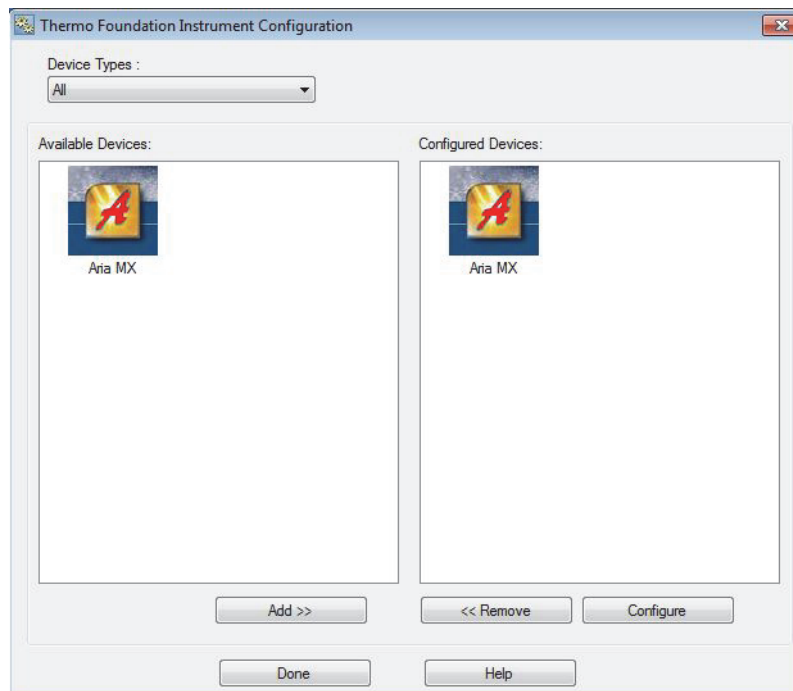 Thermo Foundation Instrument Configuration
Device Types :
All
Available Devices:
Configured Devices:
A
Aria MX
A
Aria MX
Add >>
<< Remove
Configure
Done
Help